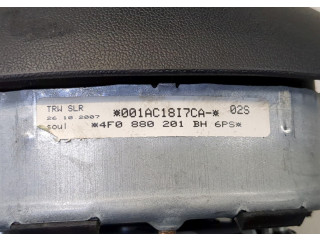 TRW SLR
26 10 2007
soul
*001AC18I7CA-* 02S
*4F0 880 201 BH 6PS*